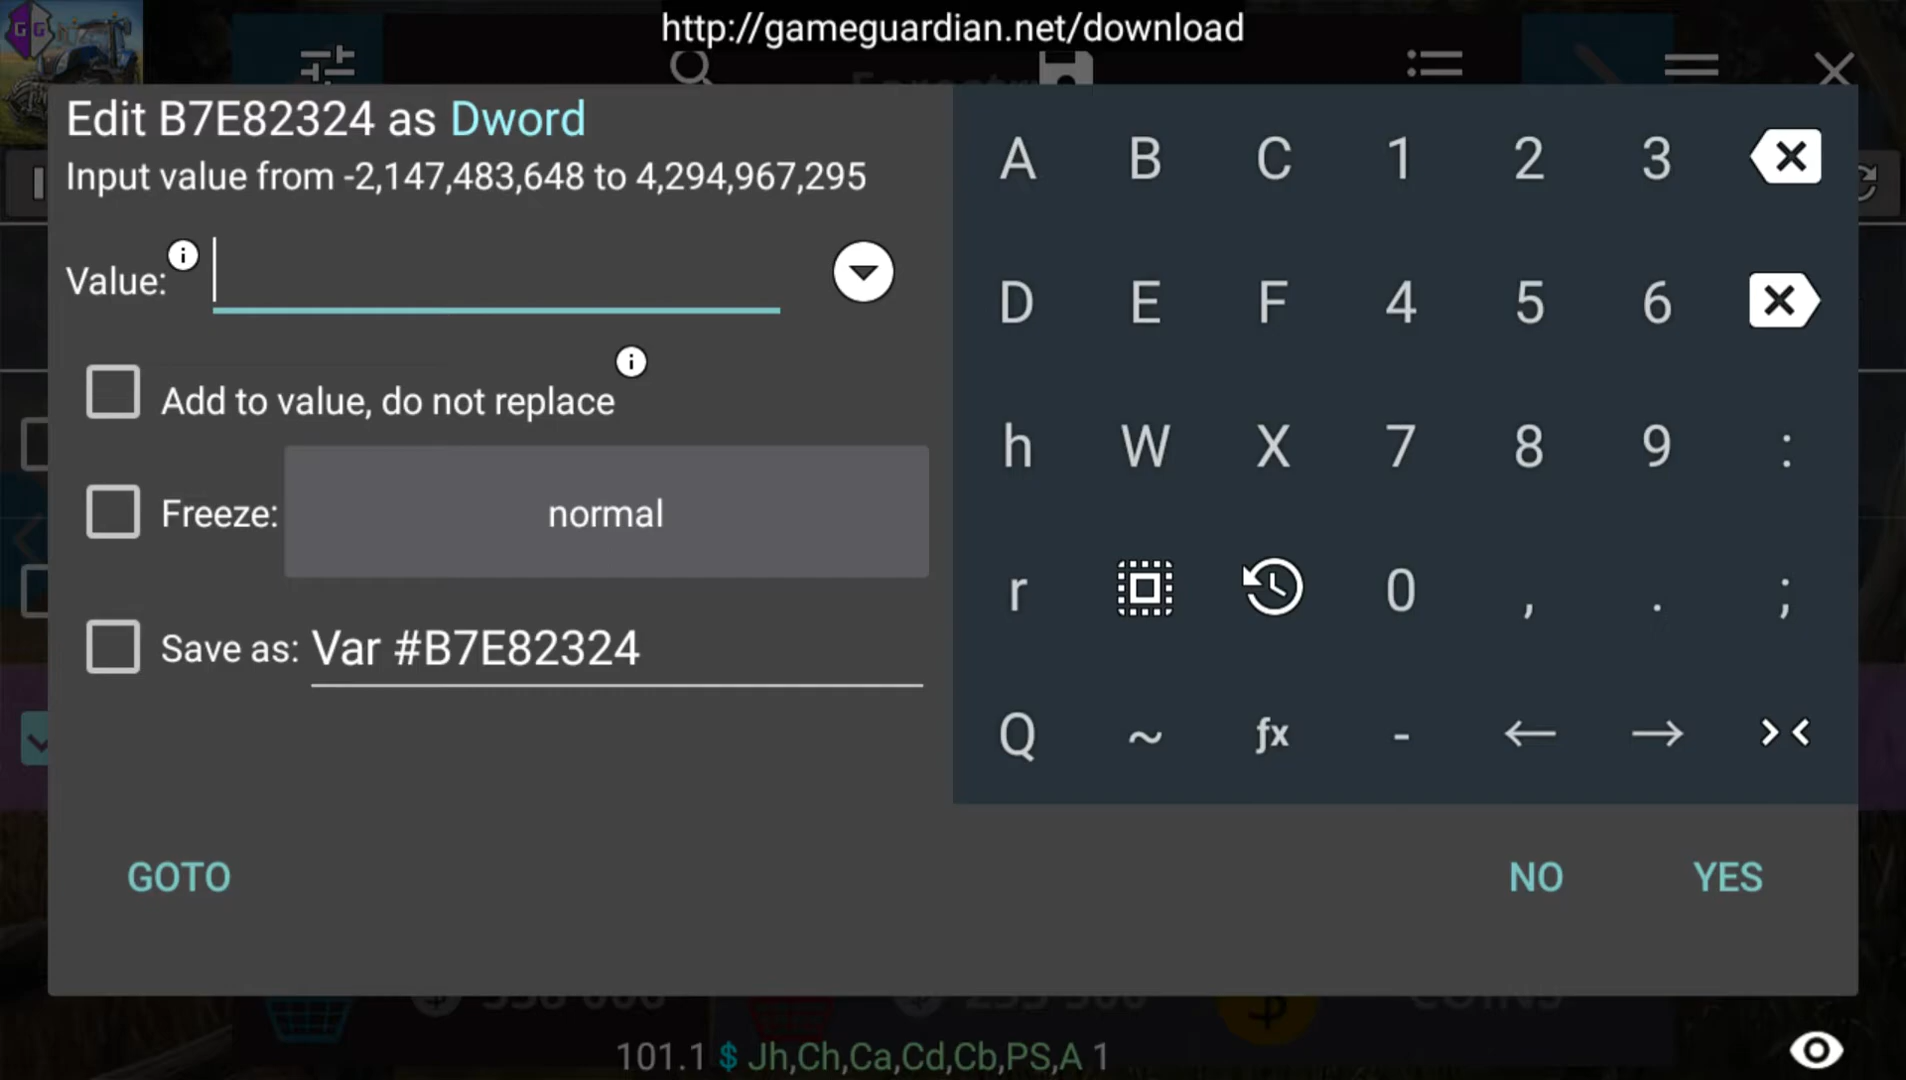 http://gameguardian.net/download
Edit B7E82324 as Dword
Input value from -2,147,483,648 to 4,294,967,295
Value:
Add to value, do not replace
Freeze: normal
Save as: Var #B7E82324
A B C 1 2 3
D E F 4 5 6
h W X 7 8 9 :
r 0 , . ;
Q ~ ƒx - ← → > <
GOTO NO YES
COINS
101.1 $ Jh,Ch,Ca,Cd,Cb,PS,A 1